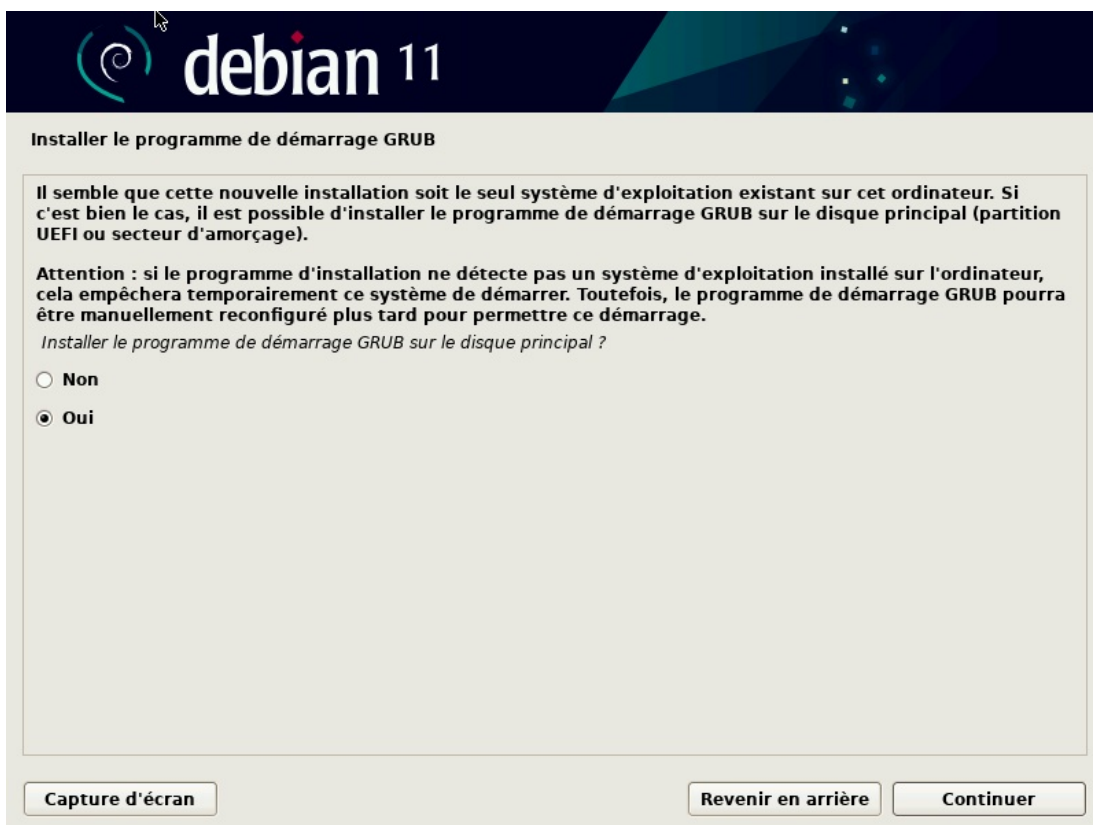 debian 11
Installer le programme de démarrage GRUB
Il semble que cette nouvelle installation soit le seul système d'exploitation existant sur cet ordinateur. Si
c'est bien le cas, il est possible d'installer le programme de démarrage GRUB sur le disque principal (partition
UEFI ou secteur d'amorçage).
Attention : si le programme d'installation ne détecte pas un système d'exploitation installé sur l'ordinateur,
cela empêchera temporairement ce système de démarrer. Toutefois, le programme de démarrage GRUB pourra
être manuellement reconfiguré plus tard pour permettre ce démarrage.
Installer le programme de démarrage GRUB sur le disque principal ?
Non
Oui
Capture d'écran
Revenir en arrière
Continuer